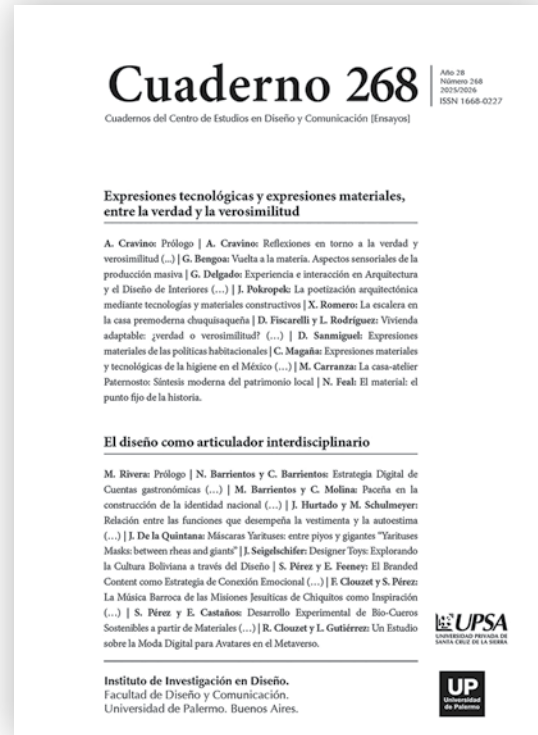 Cuaderno 268
Año 28
Número 268
2025/2026
ISSN 1668-0227
Cuadernos del Centro de Estudios en Diseño y Comunicación [Ensayos]
Expresiones tecnológicas y expresiones materiales,
entre la verdad y la verosimilitud
A. Cravino: Prólogo | A. Cravino: Reflexiones en torno a la verdad y
verosimilitud (...) | G. Bengoa: Vuelta a la materia. Aspectos sensoriales de la
producción masiva | G. Delgado: Experiencia e interacción en Arquitectura
y el Diseño de Interiores (…) | J. Pokropek: La poetización arquitectónica
mediante tecnologías y materiales constructivos | X. Romero: La escalera en
la casa premoderna chuquisaqueña | D. Fiscarelli y L. Rodríguez: Vivienda
adaptable: ¿verdad o verosimilitud? (…) | D. Sanmiguel: Expresiones
materiales de las políticas habitacionales | C. Magaña: Expresiones materiales
y tecnológicas de la higiene en el México (…) | M. Carranza: La casa-atelier
Paternosto: Síntesis moderna del patrimonio local | N. Feal: El material: el
punto fijo de la historia.
El diseño como articulador interdisciplinario
M. Rivera: Prólogo | N. Barrientos y C. Barrientos: Estrategia Digital de
Cuentas gastronómicas (…) | M. Barrientos y C. Molina: Paceña en la
construcción de la identidad nacional (…) | J. Hurtado y M. Schulmeyer:
Relación entre las funciones que desempeña la vestimenta y la autoestima
(…) | J. De la Quintana: Máscaras Yarituses: entre piyos y gigantes "Yarituses
Masks: between rheas and giants" | J. Seigelschifer: Designer Toys: Explorando
la Cultura Boliviana a través del Diseño | S. Pérez y E. Feeney: El Branded
Content como Estrategia de Conexión Emocional (…) | F. Clouzet y S. Pérez:
La Música Barroca de las Misiones Jesuíticas de Chiquitos como Inspiración
(…) | S. Pérez y E. Castaños: Desarrollo Experimental de Bio-Cueros
Sostenibles a partir de Materiales (…) | R. Clouzet y L. Gutiérrez: Un Estudio
sobre la Moda Digital para Avatares en el Metaverso.
UPSA
UNIVERSIDAD PRIVADA DE
SANTA CRUZ DE LA SIERRA
Instituto de Investigación en Diseño.
Facultad de Diseño y Comunicación.
Universidad de Palermo. Buenos Aires.
UP
Universidad
de Palermo